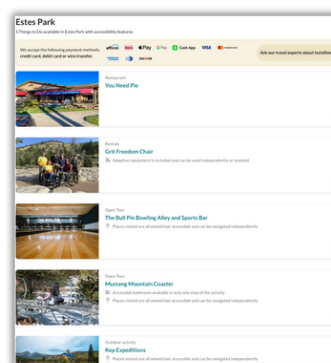 Estes Park
5 Things to Do available in Estes Park with accessibility features
We accept the following payment methods:
credit card, debit card or wire transfer.
affirm
Klarna
Apple Pay
G Pay
Cash App
VISA
Ask our travel experts about installme
Restaurant
You Need Pie
Rentals
Grit Freedom Chair
Adaptive equipment is included and can be used independently or assisted
Open-Tour
The Bull Pin Bowling Alley and Sports Bar
Places visited are all wheelchair accessible and can be navigated independently
Open-Tour
Mustang Mountain Coaster
Accessible bathroom available in only one stop of the activity
Places visited are all wheelchair accessible and can be navigated independently
Outdoor activity
Kep Expeditions
Places visited are all wheelchair accessible and can be navigated independently